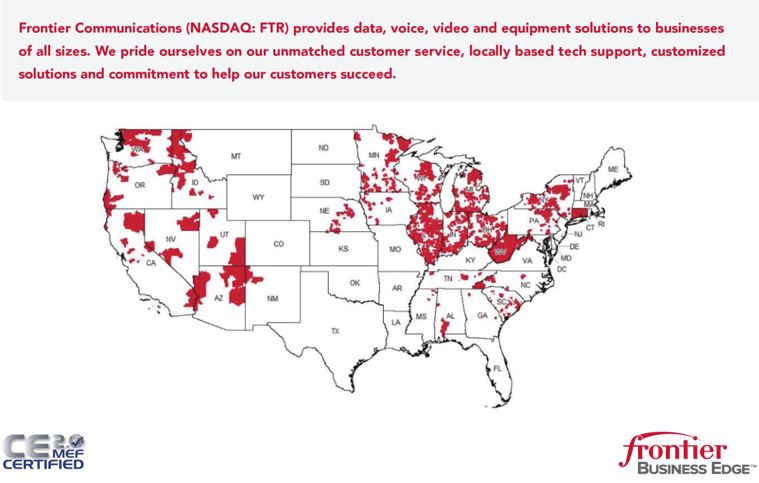 Frontier Communications (NASDAQ: FTR) provides data, voice, video and equipment solutions to businesses
of all sizes. We pride ourselves on our unmatched customer service, locally based tech support, customized
solutions and commitment to help our customers succeed.
WA
MT
ND
MN
ME
VT
NH
OR
ID
SD
WI
MI
NY
MA
WY
CT
RI
NE
IA
PA
NJ
NV
UT
IN
OH
DE
CO
KS
MO
WV
MD
CA
KY
VA
DC
OK
TN
NC
AZ
NM
AR
SC
MS
AL
GA
LA
TX
FL
CE 2.0
MEF
CERTIFIED
frontier
BUSINESS EDGE™